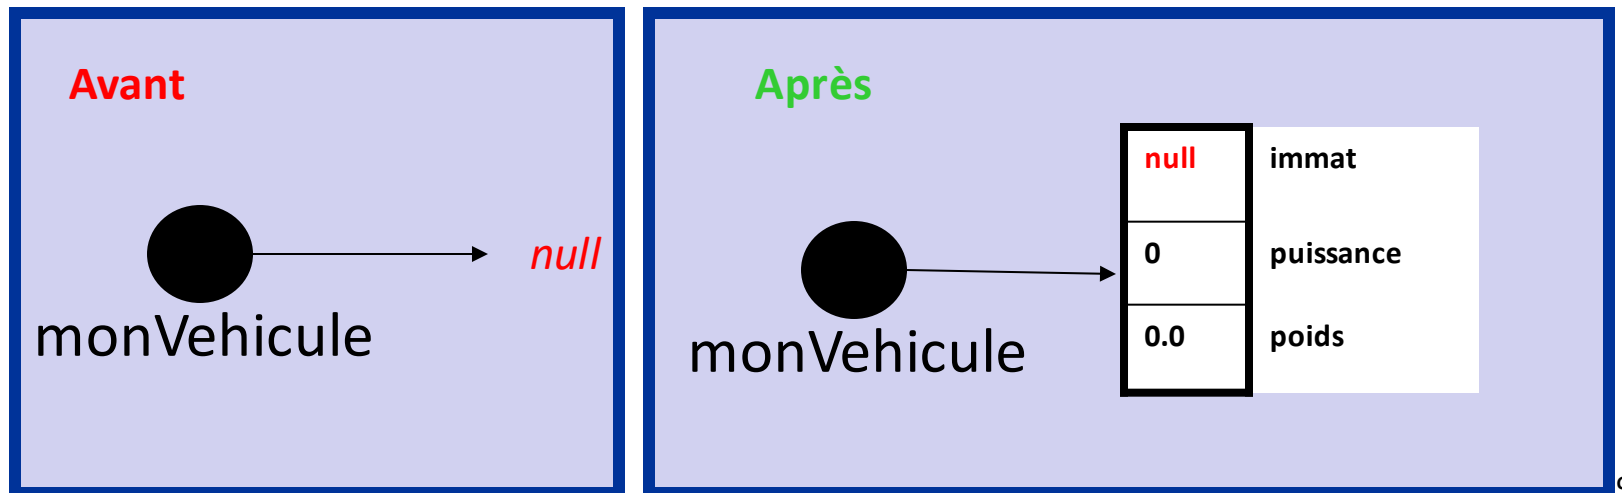 Avant
null
monVehicule
Après
null immat
0 puissance
0.0 poids
monVehicule